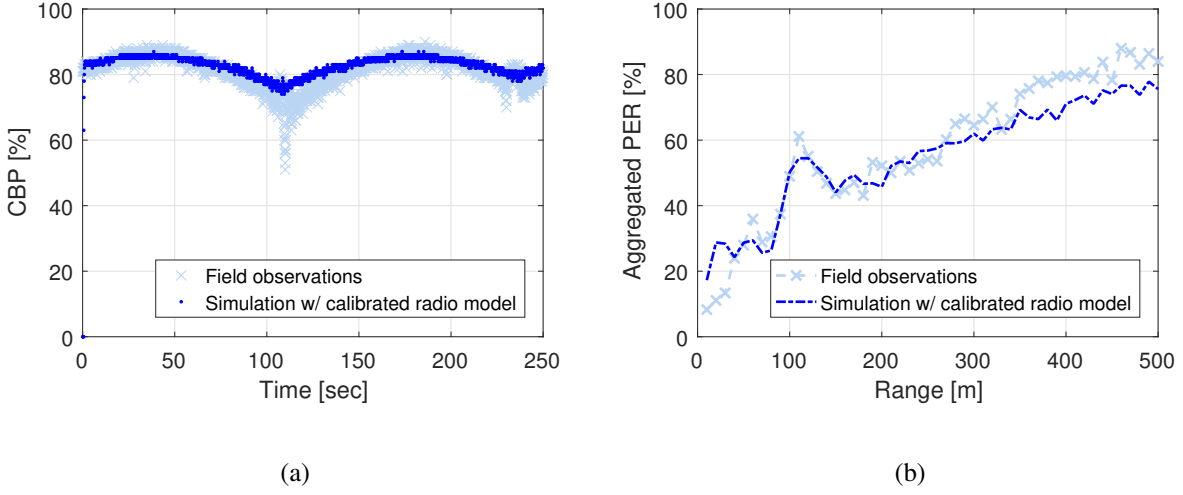 100
80
60
40
20
0
CBP [%]
0 50 100 150 200 250
Time [sec]
Field observations
Simulation w/ calibrated radio model
(a)
100
80
60
40
20
0
Aggregated PER [%]
0 100 200 300 400 500
Range [m]
Field observations
Simulation w/ calibrated radio model
(b)